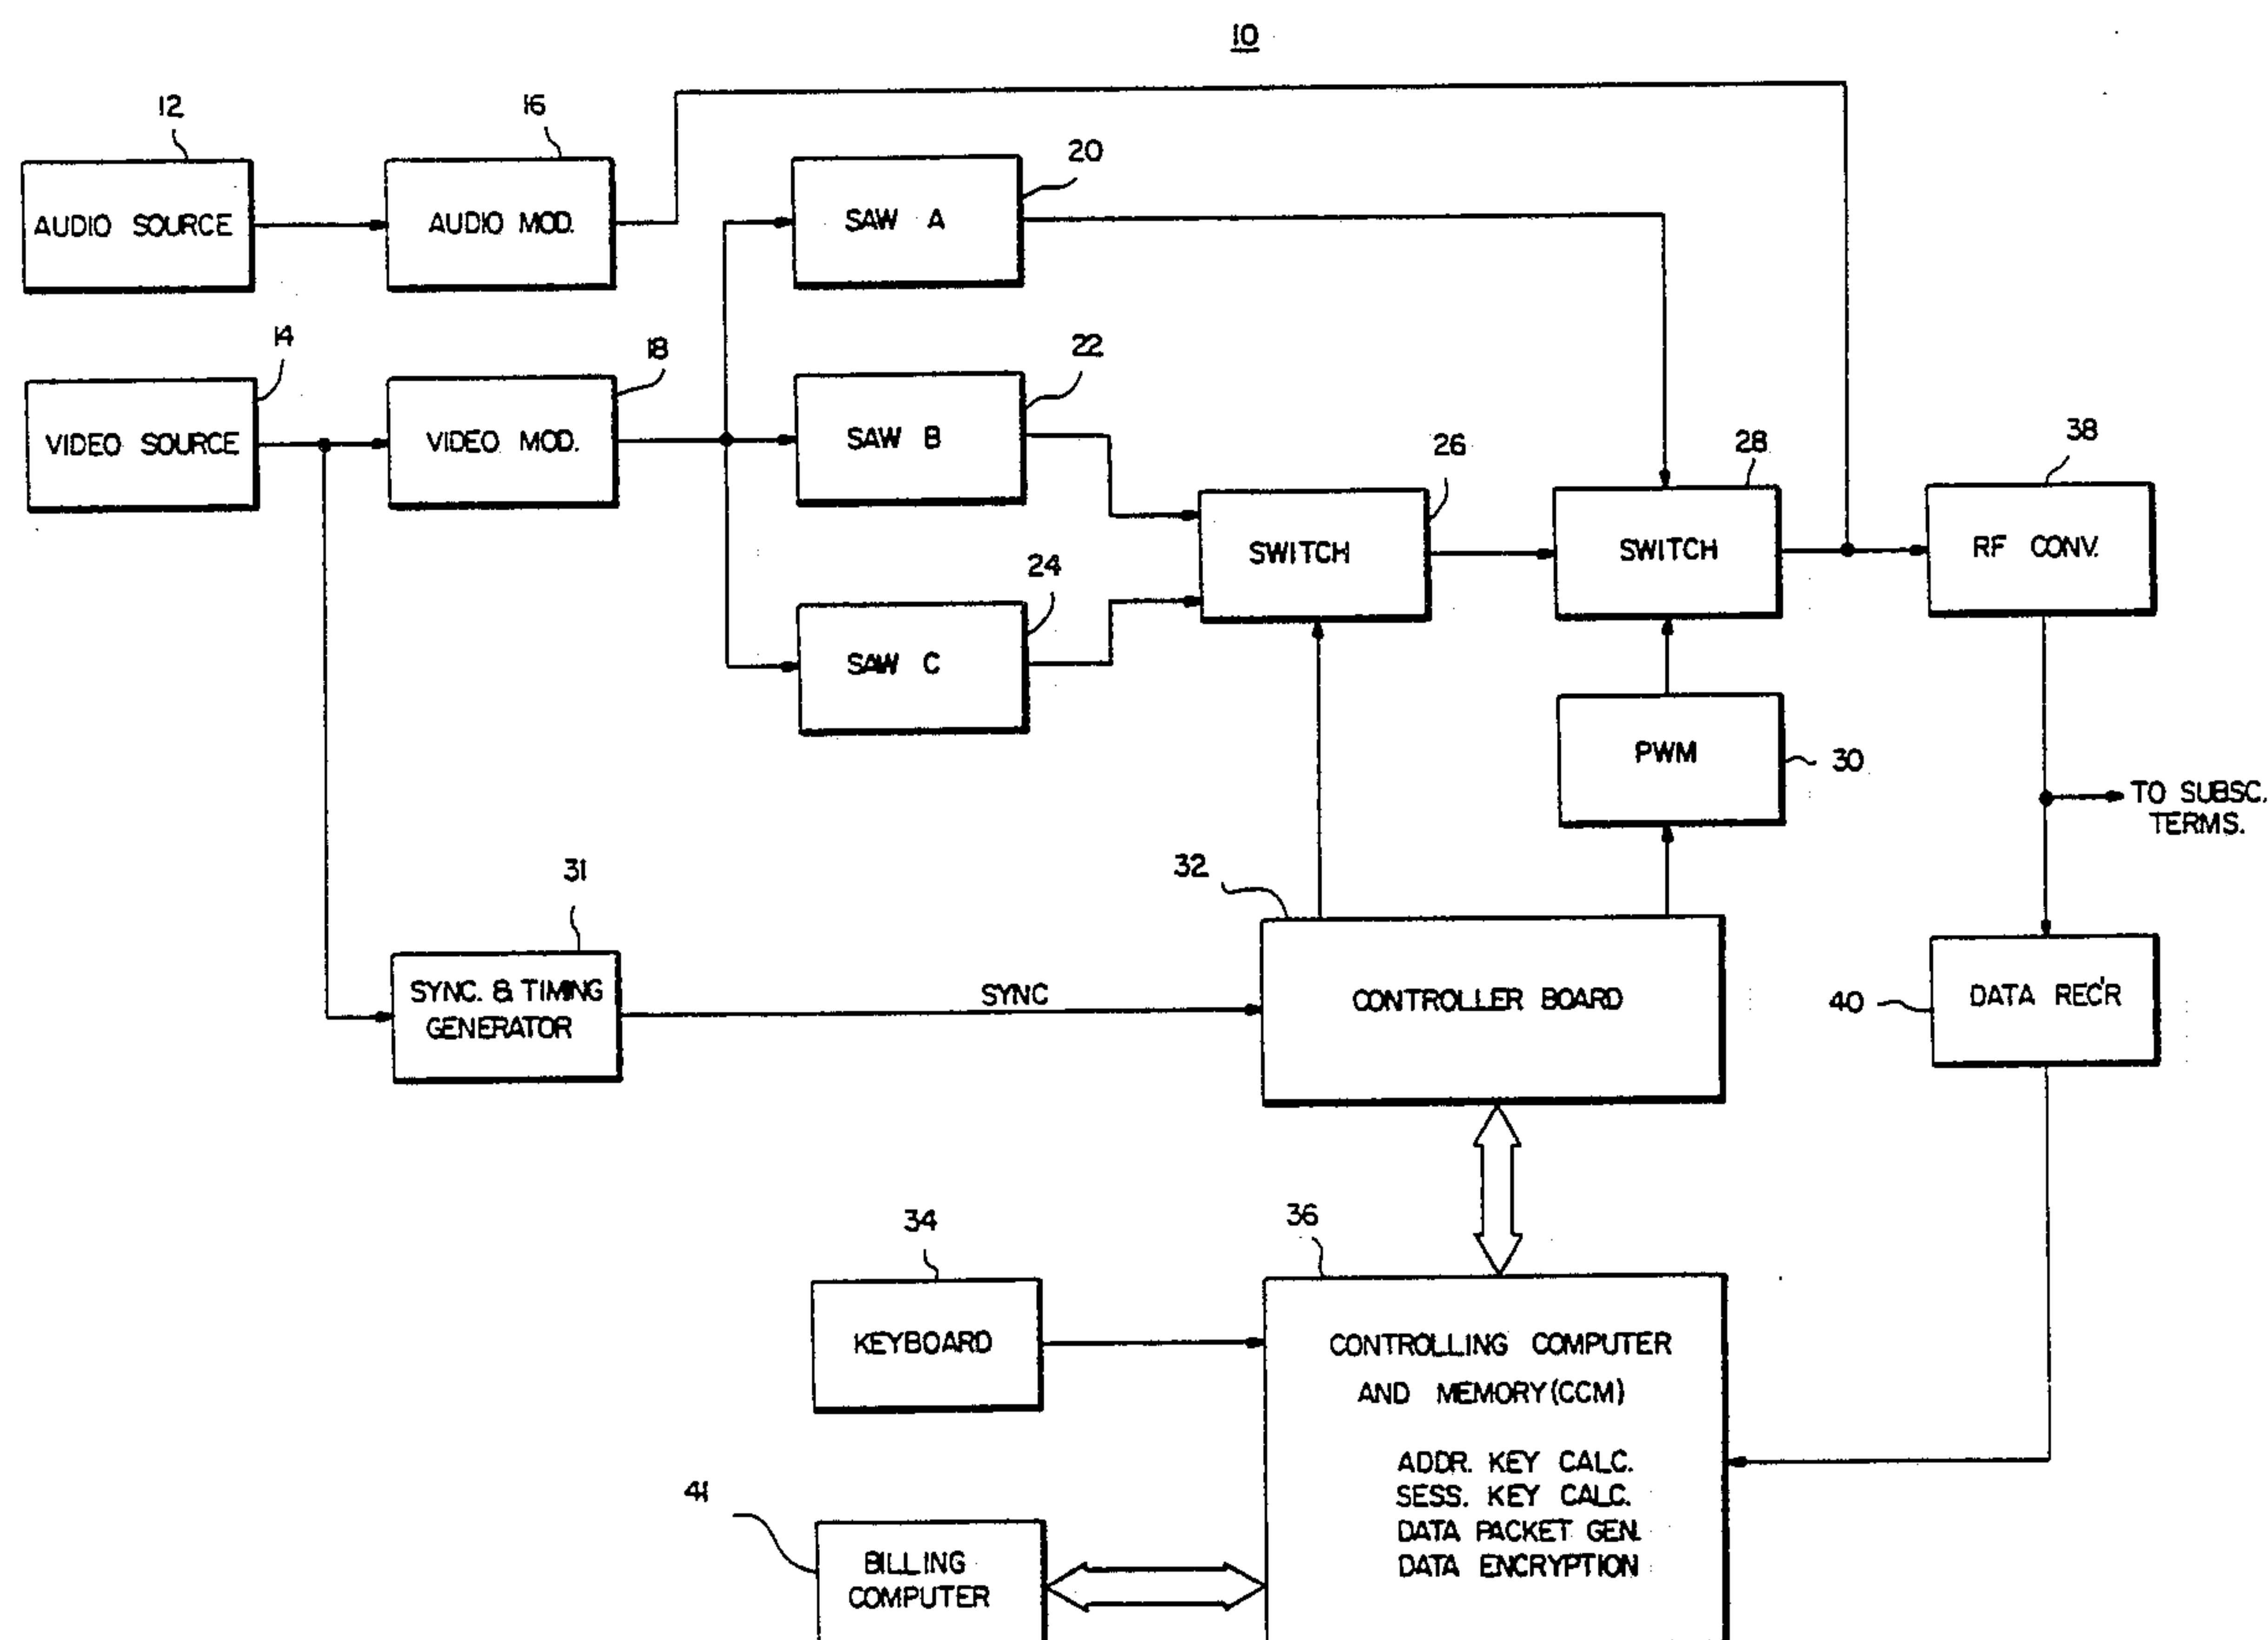 10
12
16
20
AUDIO SOURCE
AUDIO MOD.
SAW A
14
18
22
VIDEO SOURCE
VIDEO MOD.
SAW B
26
28
38
SWITCH
SWITCH
RF CONV.
24
SAW C
PWM
30
TO SUBSC.
TERMS.
31
32
SYNC. & TIMING
GENERATOR
SYNC
CONTROLLER BOARD
40
DATA REC'R
34
36
KEYBOARD
CONTROLLING COMPUTER
AND MEMORY (CCM)
ADDR. KEY CALC.
SESS. KEY CALC.
DATA PACKET GEN.
DATA ENCRYPTION
41
BILLING
COMPUTER